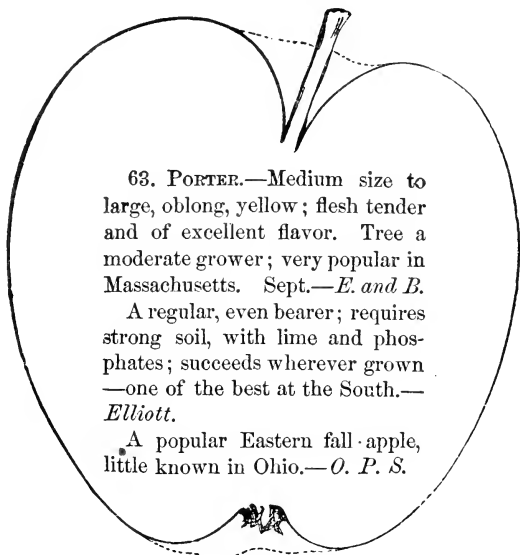 63. PORTER.—Medium size to
large, oblong, yellow; flesh tender
and of excellent flavor. Tree a
moderate grower; very popular in
Massachusetts. Sept.—E. and B.
A regular, even bearer; requires
strong soil, with lime and phos-
phates; succeeds wherever grown
—one of the best at the South.—
Elliott.
A popular Eastern fall apple,
little known in Ohio.—O. P. S.